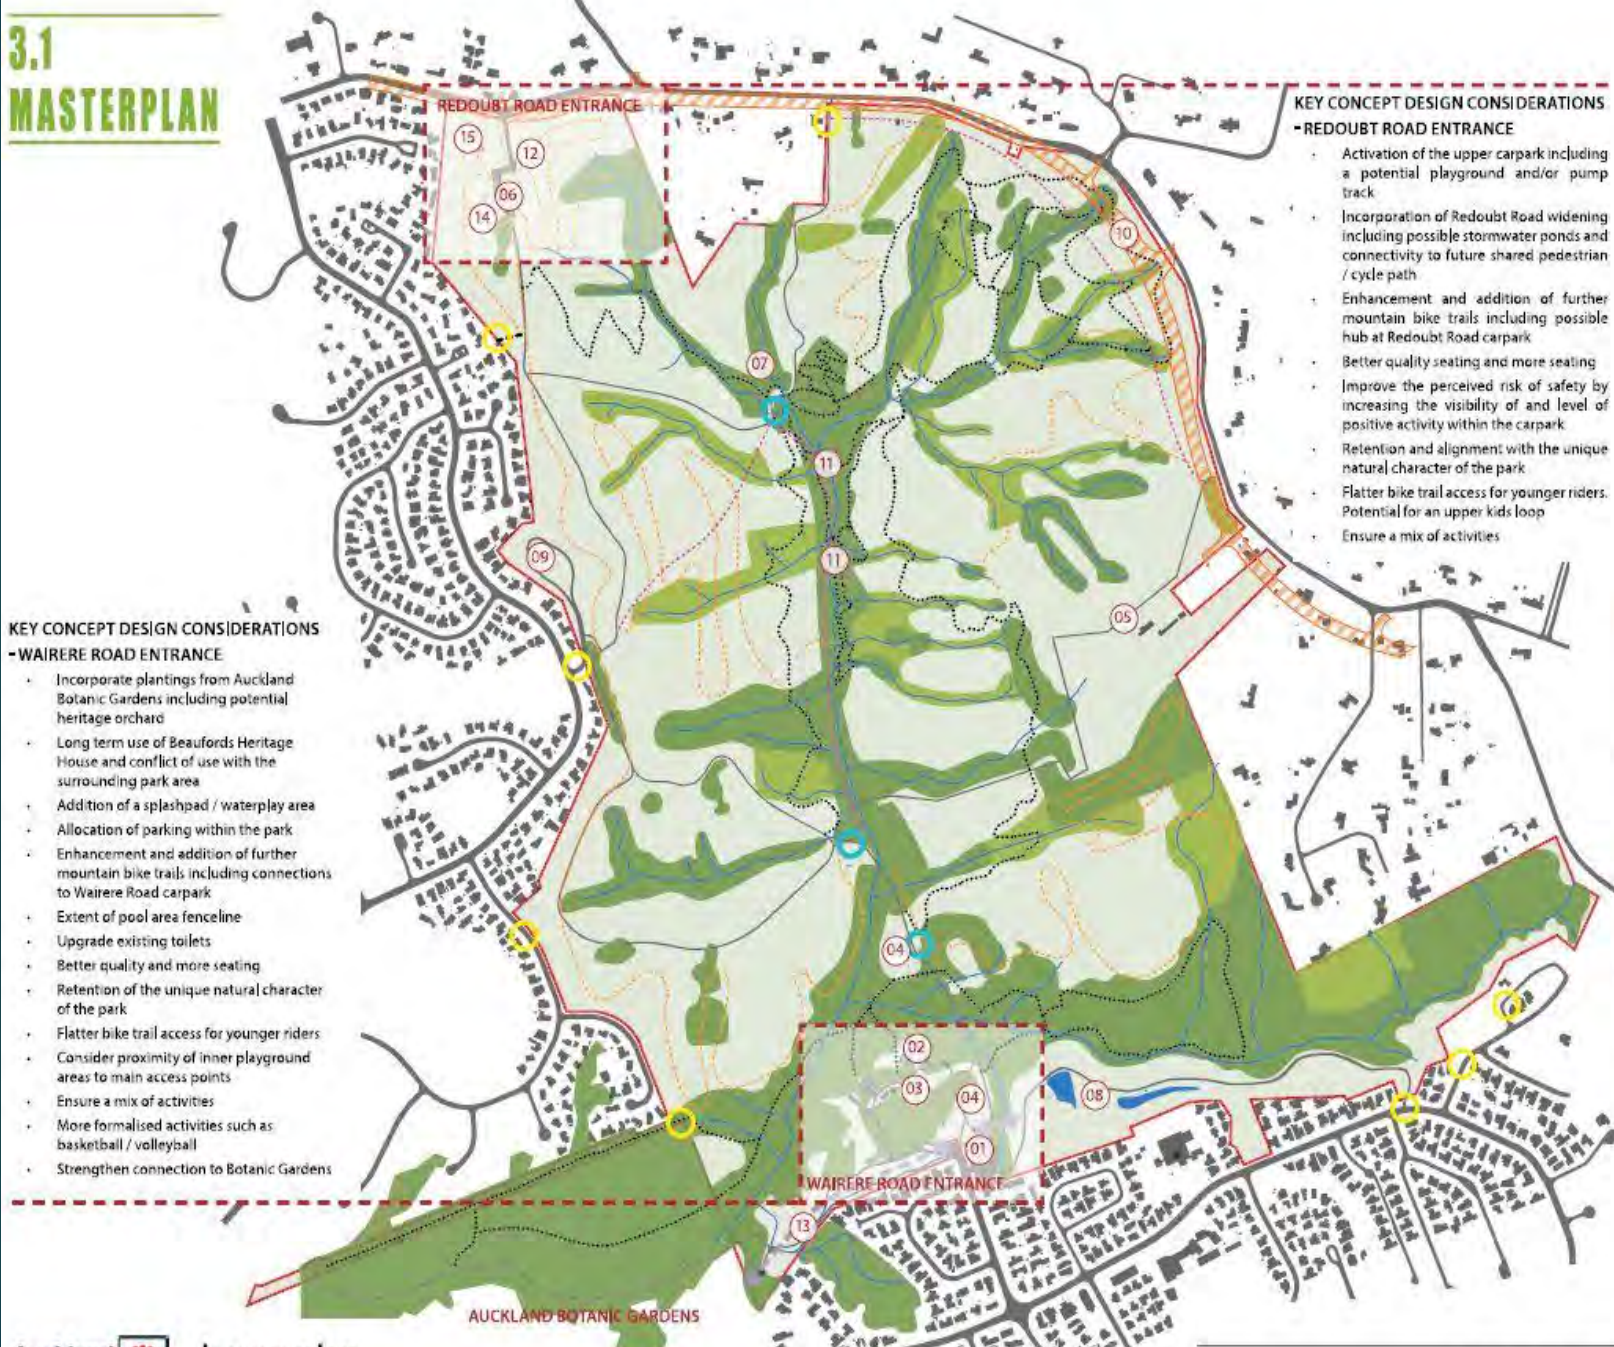 3.1
MASTERPLAN
REDOUBT ROAD ENTRANCE
15
12
06
14
10
07
11
11
09
05
04
02
03
04
08
01
WAIRERE ROAD ENTRANCE
13
AUCKLAND BOTANIC GARDENS
KEY CONCEPT DESIGN CONSIDERATIONS
- REDOUBT ROAD ENTRANCE
· Activation of the upper carpark including
a potential playground and/or pump
track
· Incorporation of Redoubt Road widening
including possible stormwater ponds and
connectivity to future shared pedestrian
/ cycle path
· Enhancement and addition of further
mountain bike trails including possible
hub at Redoubt Road carpark
· Better quality seating and more seating
· Improve the perceived risk of safety by
increasing the visibility of and level of
positive activity within the carpark
· Retention and alignment with the unique
natural character of the park
· Flatter bike trail access for younger riders.
Potential for an upper kids loop
· Ensure a mix of activities
KEY CONCEPT DESIGN CONSIDERATIONS
- WAIRERE ROAD ENTRANCE
· Incorporate plantings from Auckland
Botanic Gardens including potential
heritage orchard
· Long term use of Beaufords Heritage
House and conflict of use with the
surrounding park area
· Addition of a splashpad / waterplay area
· Allocation of parking within the park
· Enhancement and addition of further
mountain bike trails including connections
to Wairere Road carpark
· Extent of pool area fenceline
· Upgrade existing toilets
· Better quality and more seating
· Retention of the unique natural character
of the park
· Flatter bike trail access for younger riders
· Consider proximity of inner playground
areas to main access points
· Ensure a mix of activities
· More formalised activities such as
basketball / volleyball
· Strengthen connection to Botanic Gardens